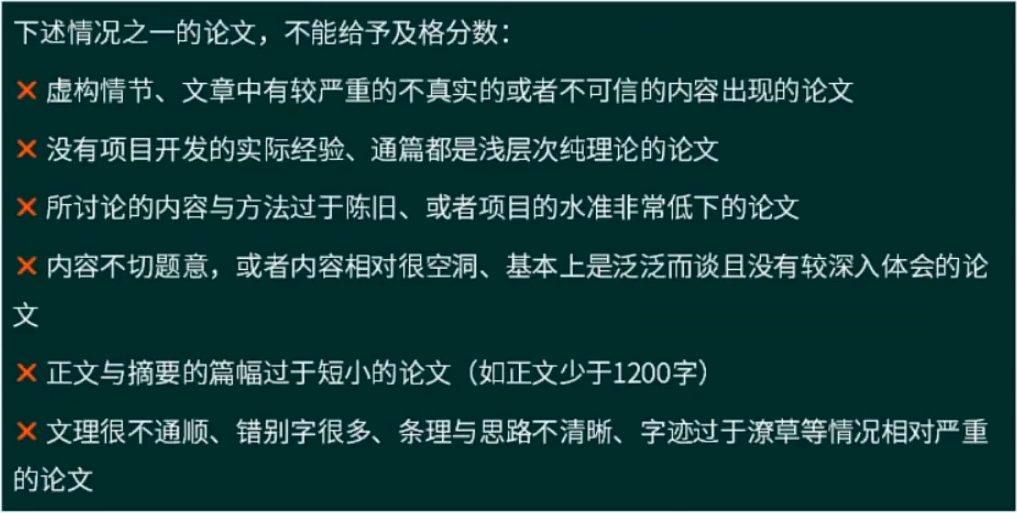 下述情况之一的论文，不能给予及格分数：
✕ 虚构情节、文章中有较严重的不真实的或者不可信的内容出现的论文
✕ 没有项目开发的实际经验、通篇都是浅层次纯理论的论文
✕ 所讨论的内容与方法过于陈旧、或者项目的水准非常低下的论文
✕ 内容不切题意，或者内容相对很空洞、基本上是泛泛而谈且没有较深入体会的论
文
✕ 正文与摘要的篇幅过于短小的论文（如正文少于1200字）
✕ 文理很不通顺、错别字很多、条理与思路不清晰、字迹过于潦草等情况相对严重
的论文